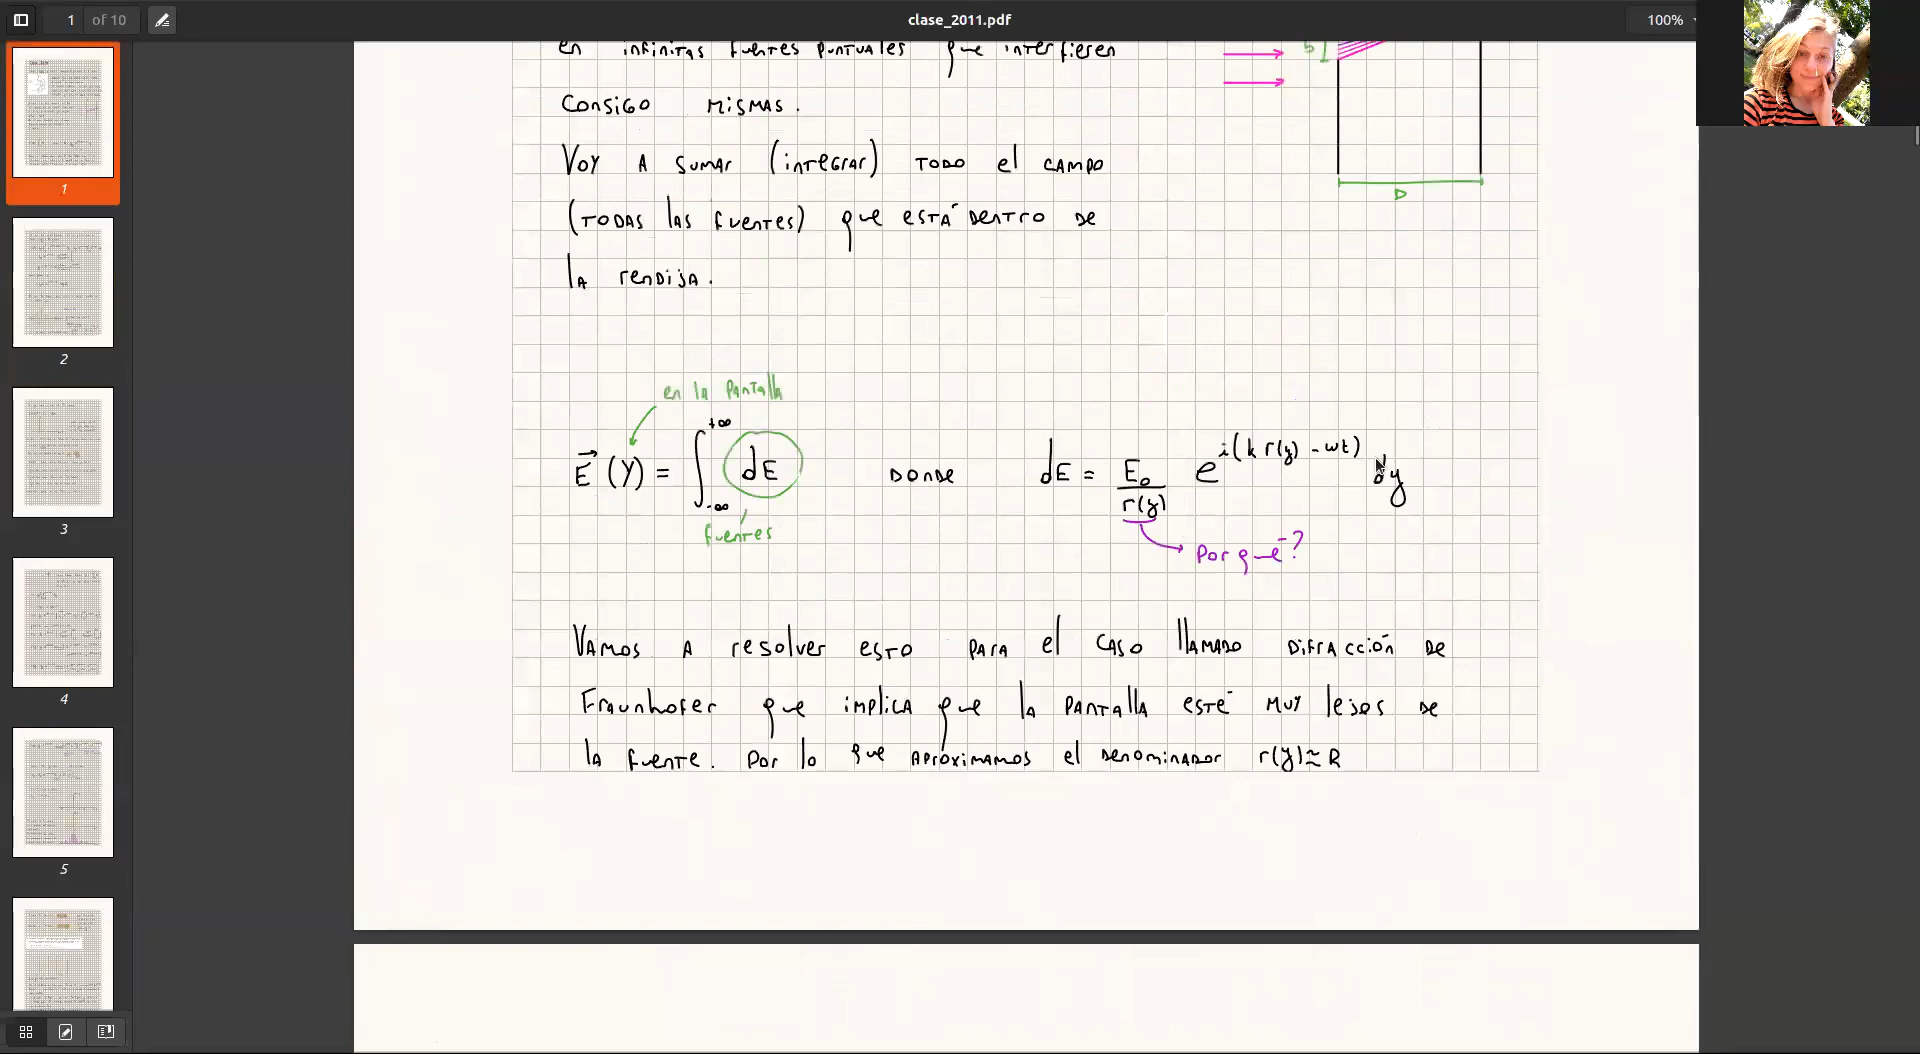 1 of 10
clase_2011.pdf
100%
en infinitas fuentes puntuales que interfieren
consigo mismas.
Voy a sumar (integrar) todo el campo
(todas las fuentes) que está dentro de
la rendija.
b
D
en la pantalla
E⃗ (Y) = ∫_{-∞}^{+∞} dE donde dE = E₀/r(y) e^{i(k r(y) - wt)} dy
fuentes
Por qué?
Vamos a resolver esto para el caso llamado difracción de
Fraunhofer que implica que la pantalla esté muy lejos de
la fuente. Por lo que aproximamos el denominador r(y)≃R
1
2
3
4
5